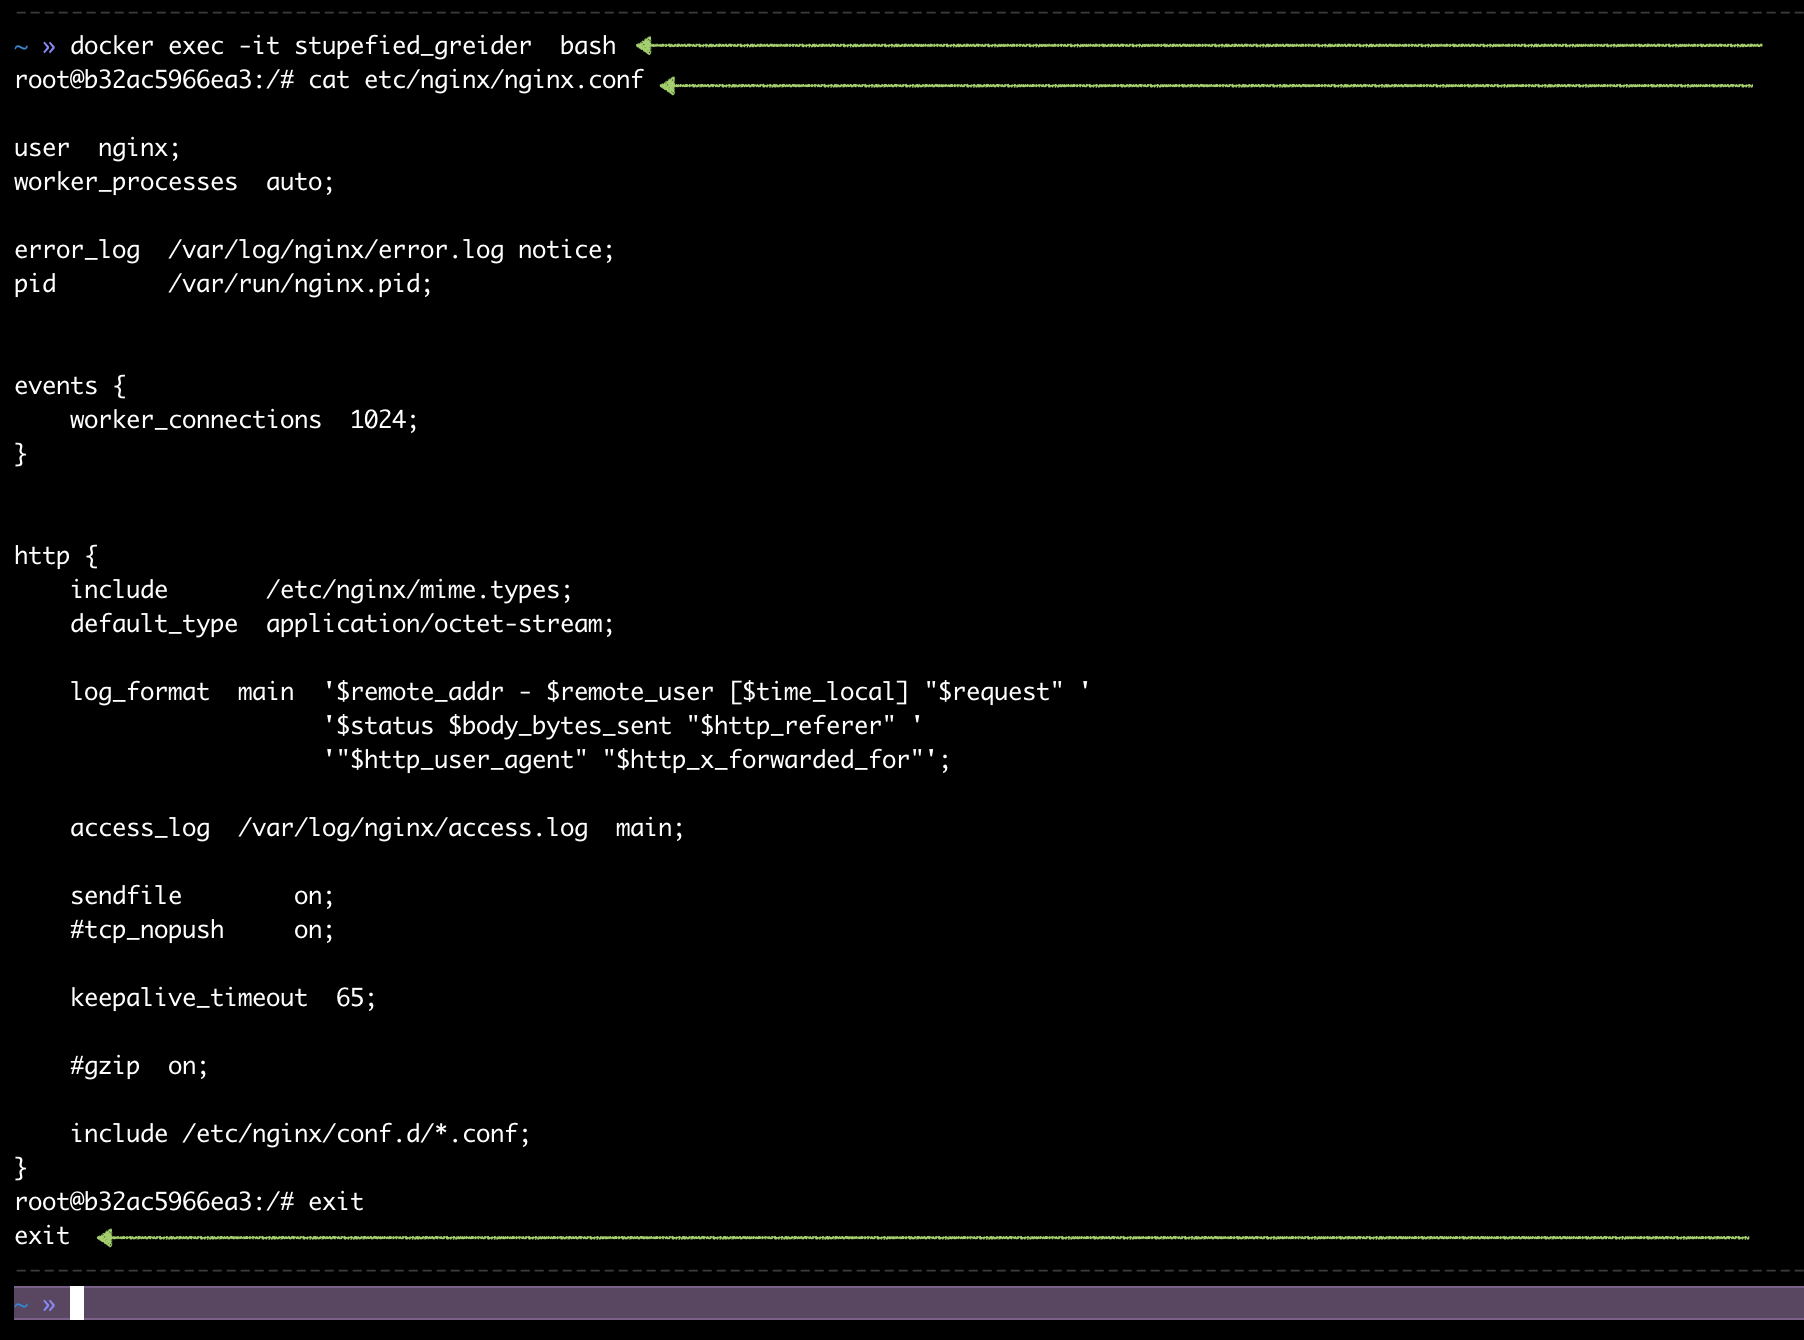 ~ » docker exec -it stupefied_greider  bash
root@b32ac5966ea3:/# cat etc/nginx/nginx.conf
user  nginx;
worker_processes  auto;
error_log  /var/log/nginx/error.log notice;
pid        /var/run/nginx.pid;
events {
    worker_connections  1024;
}
http {
    include       /etc/nginx/mime.types;
    default_type  application/octet-stream;
    log_format  main  '$remote_addr - $remote_user [$time_local] "$request" '
                      '$status $body_bytes_sent "$http_referer" '
                      '"$http_user_agent" "$http_x_forwarded_for"';
    access_log  /var/log/nginx/access.log  main;
    sendfile        on;
    #tcp_nopush     on;
    keepalive_timeout  65;
    #gzip  on;
    include /etc/nginx/conf.d/*.conf;
}
root@b32ac5966ea3:/# exit
exit
~ »